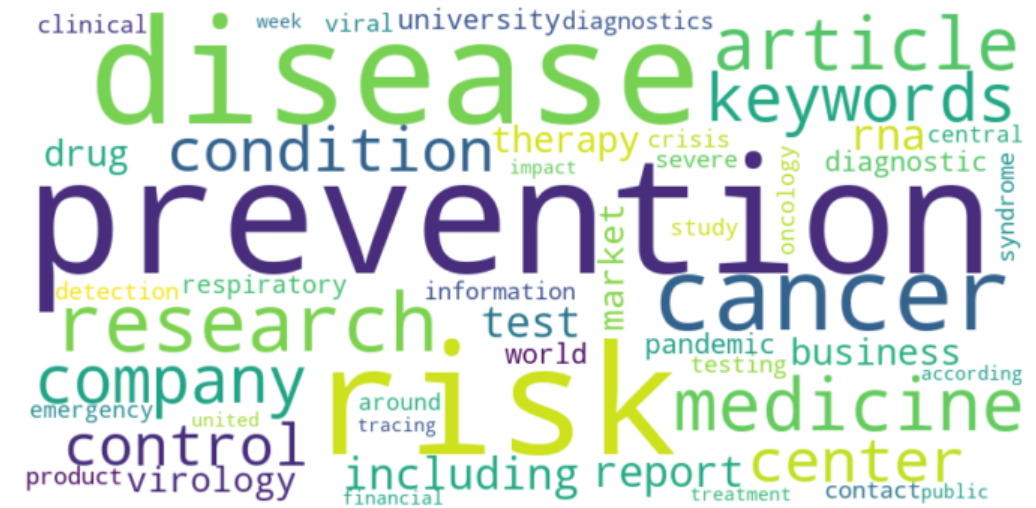 clinical
week
viral
university
diagnostics
disease
article
keywords
drug
condition
therapy
crisis
rna
central
impact
severe
oncology
diagnostic
syndrome
prevention
study
market
detection
respiratory
information
cancer
research
test
world
pandemic
business
testing
according
company
risk
emergency
united
around
tracing
medicine
control
center
product
virology
including
report
financial
treatment
contact
public